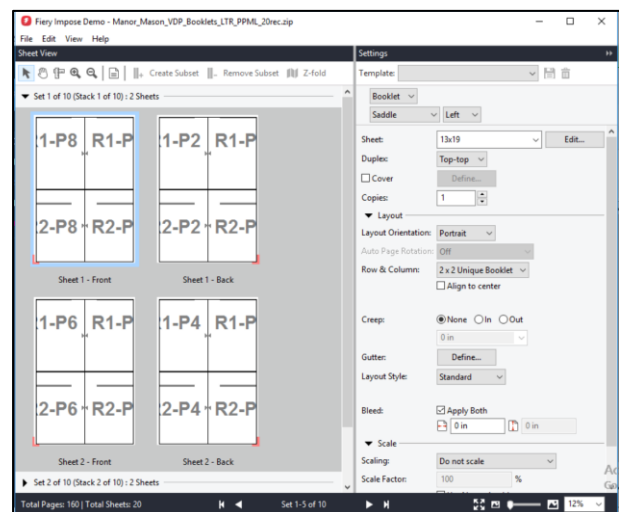 Fiery Impose Demo - Manor_Mason_VDP_Booklets_LTR_PPML_20rec.zip
File Edit View Help
Sheet View
Create Subset Remove Subset Z-fold
Set 1 of 10 (Stack 1 of 10) : 2 Sheets
1-P8 R1-P
2-P8 R2-P
Sheet 1 - Front
1-P2 R1-P
2-P2 R2-P
Sheet 1 - Back
1-P6 R1-P
2-P6 R2-P
Sheet 2 - Front
1-P4 R1-P
2-P4 R2-P
Sheet 2 - Back
Set 2 of 10 (Stack 2 of 10) : 2 Sheets
Total Pages: 160 | Total Sheets: 20
Set 1-5 of 10
Settings
Template:
Booklet
Saddle Left
Sheet: 13x19 Edit...
Duplex: Top-top
Cover Define...
Copies: 1
Layout
Layout Orientation: Portrait
Auto Page Rotation: Off
Row & Column: 2 x 2 Unique Booklet
Align to center
Creep: None In Out
0 in
Gutter: Define...
Layout Style: Standard
Bleed: Apply Both
0 in 0 in
Scale
Scaling: Do not scale
Scale Factor: 100 %
12%